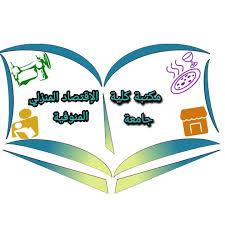 مكتبة كلية الإقتصاد المنزلي
جامعة المنوفية